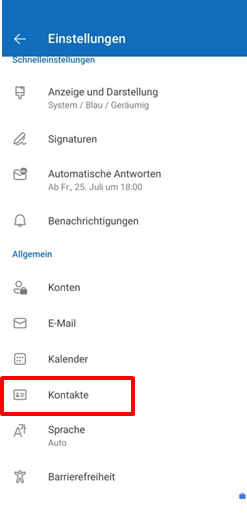 Einstellungen
Schnelleinstellungen
Anzeige und Darstellung
System / Blau / Geräumig
Signaturen
Automatische Antworten
Ab Fr., 25. Juli um 18:00
Benachrichtigungen
Allgemein
Konten
E-Mail
Kalender
Kontakte
Sprache
Auto
Barrierefreiheit